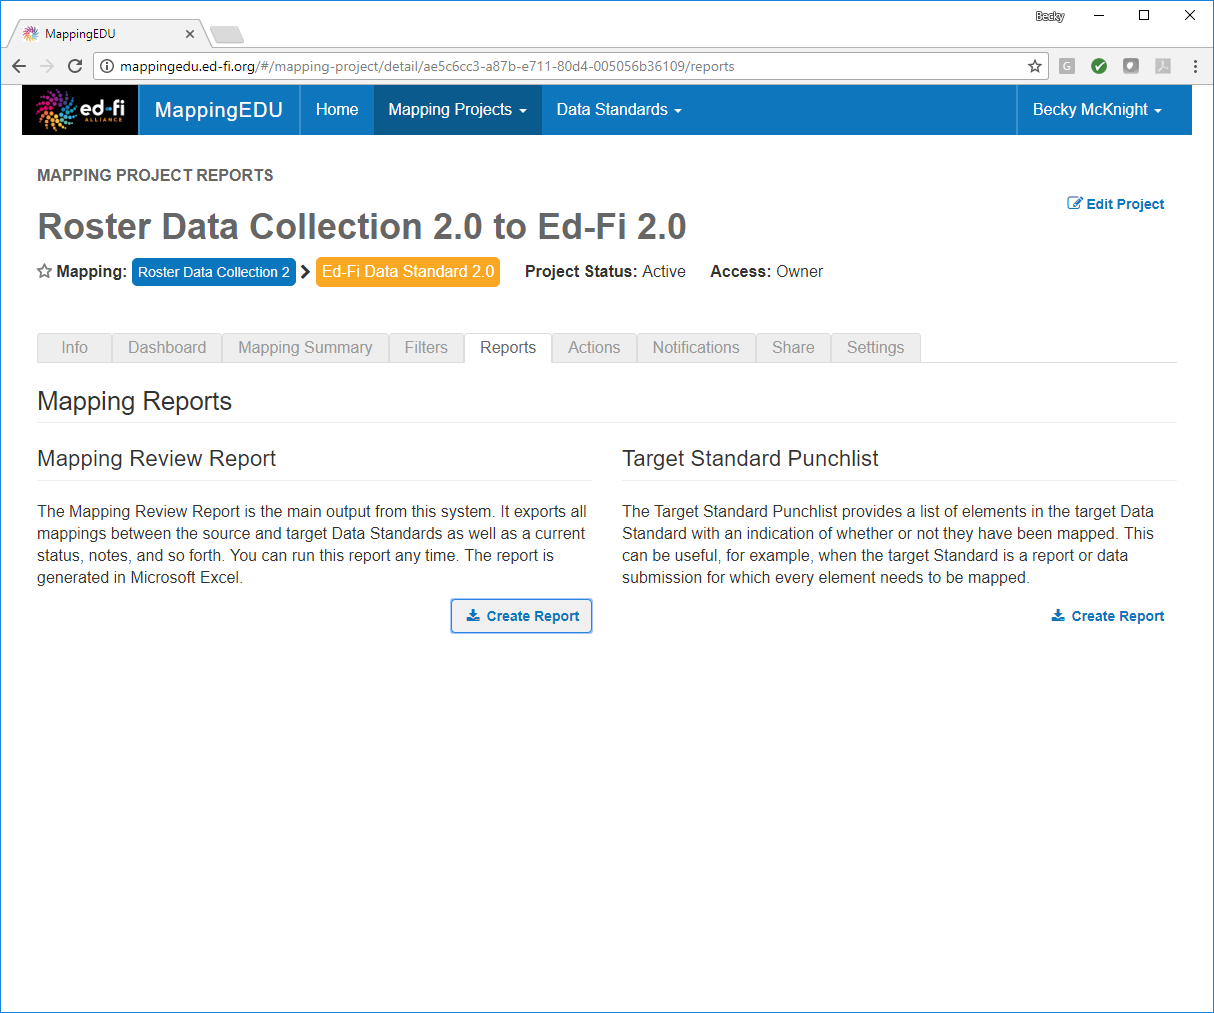 Becky
MappingEDU
mappingedu.ed-fi.org/#/mapping-project/detail/ae5c6cc3-a87b-e711-80d4-005056b36109/reports
G
ed-fi
ALLIANCE
MappingEDU
Home
Mapping Projects
Data Standards
Becky McKnight
MAPPING PROJECT REPORTS
Edit Project
Roster Data Collection 2.0 to Ed-Fi 2.0
Mapping: Roster Data Collection 2 Ed-Fi Data Standard 2.0 Project Status: Active Access: Owner
Info Dashboard Mapping Summary Filters Reports Actions Notifications Share Settings
Mapping Reports
Mapping Review Report
The Mapping Review Report is the main output from this system. It exports all
mappings between the source and target Data Standards as well as a current
status, notes, and so forth. You can run this report any time. The report is
generated in Microsoft Excel.
Create Report
Target Standard Punchlist
The Target Standard Punchlist provides a list of elements in the target Data
Standard with an indication of whether or not they have been mapped. This
can be useful, for example, when the target Standard is a report or data
submission for which every element needs to be mapped.
Create Report